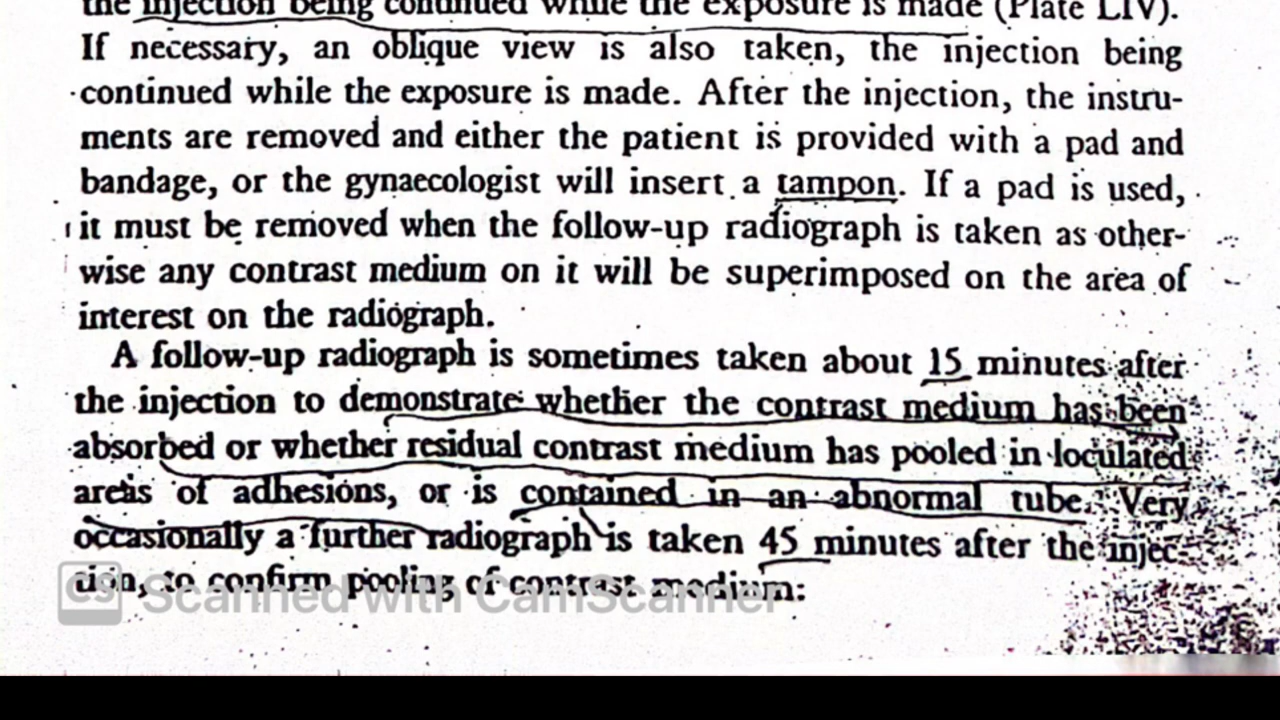 the injection being continued while the exposure is made (Plate LIV).
If necessary, an oblique view is also taken, the injection being
continued while the exposure is made. After the injection, the instru-
ments are removed and either the patient is provided with a pad and
bandage, or the gynaecologist will insert a tampon. If a pad is used,
it must be removed when the follow-up radiograph is taken as other-
wise any contrast medium on it will be superimposed on the area of
interest on the radiograph.
A follow-up radiograph is sometimes taken about 15 minutes after
the injection to demonstrate whether the contrast medium has been
absorbed or whether residual contrast medium has pooled in loculated
areas of adhesions, or is contained in an abnormal tube. Very
occasionally a further radiograph is taken 45 minutes after the injec-
tion, to confirm pooling of contrast medium:
CS Scanned with CamScanner